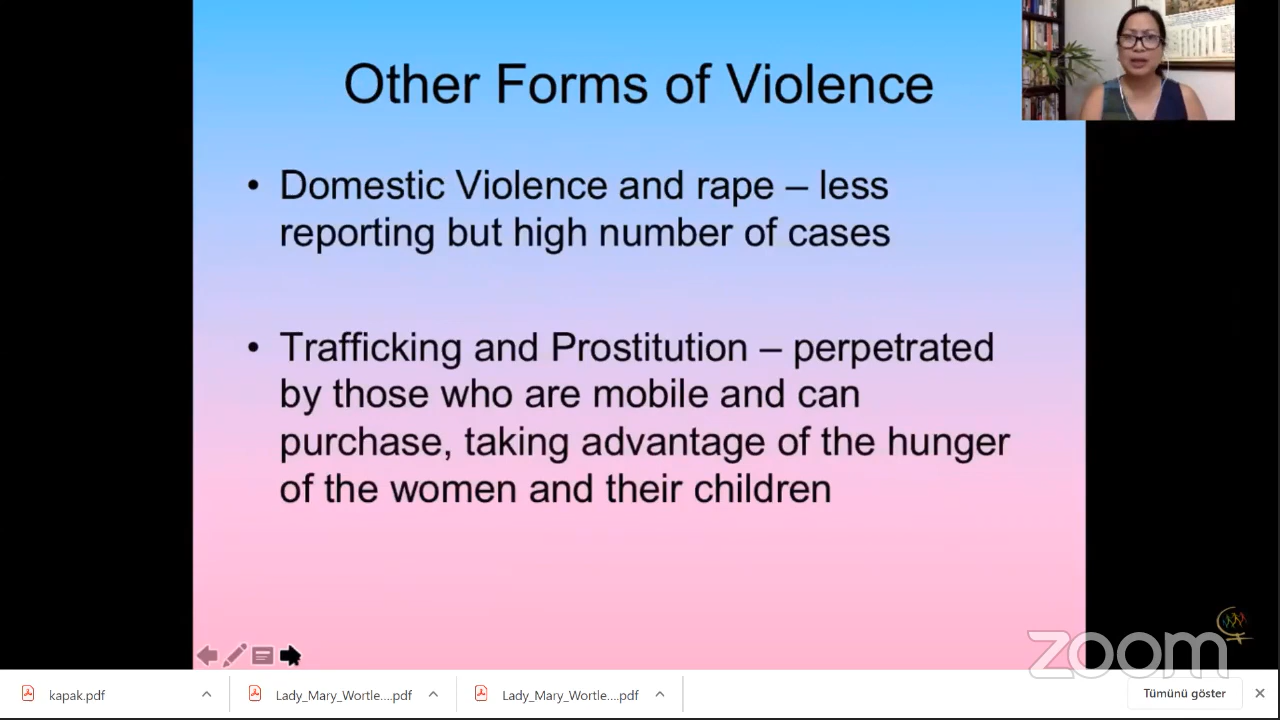 Other Forms of Violence
• Domestic Violence and rape – less
reporting but high number of cases
• Trafficking and Prostitution – perpetrated
by those who are mobile and can
purchase, taking advantage of the hunger
of the women and their children
zoom
kapak.pdf
Lady_Mary_Wortle....pdf
Lady_Mary_Wortle....pdf
Tümünü göster